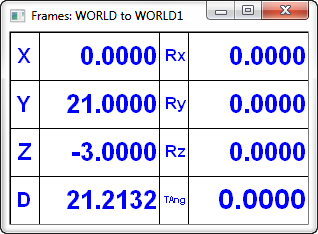 Frames: WORLD to WORLD1
X 0.0000 Rx 0.0000
Y 21.0000 Ry 0.0000
Z -3.0000 Rz 0.0000
D 21.2132 TAng 0.0000